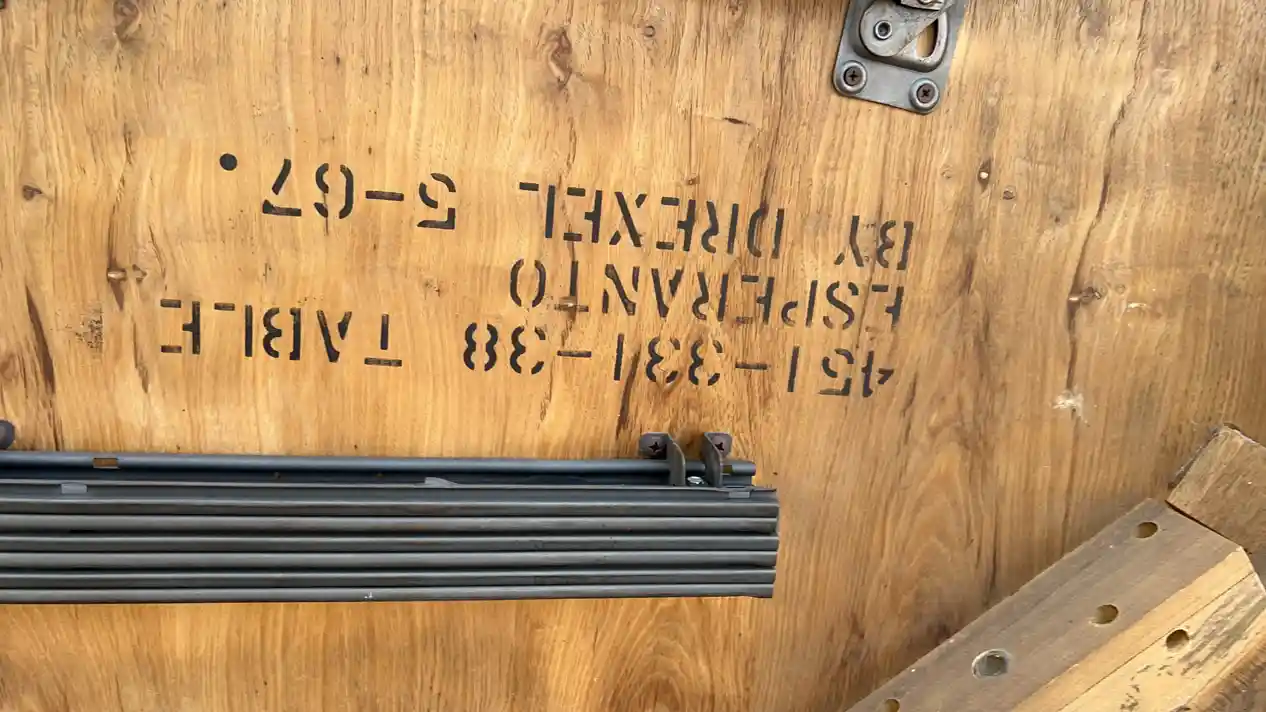 451-331-38 TABLE
ESPERANTO
BY DREXEL 5-67